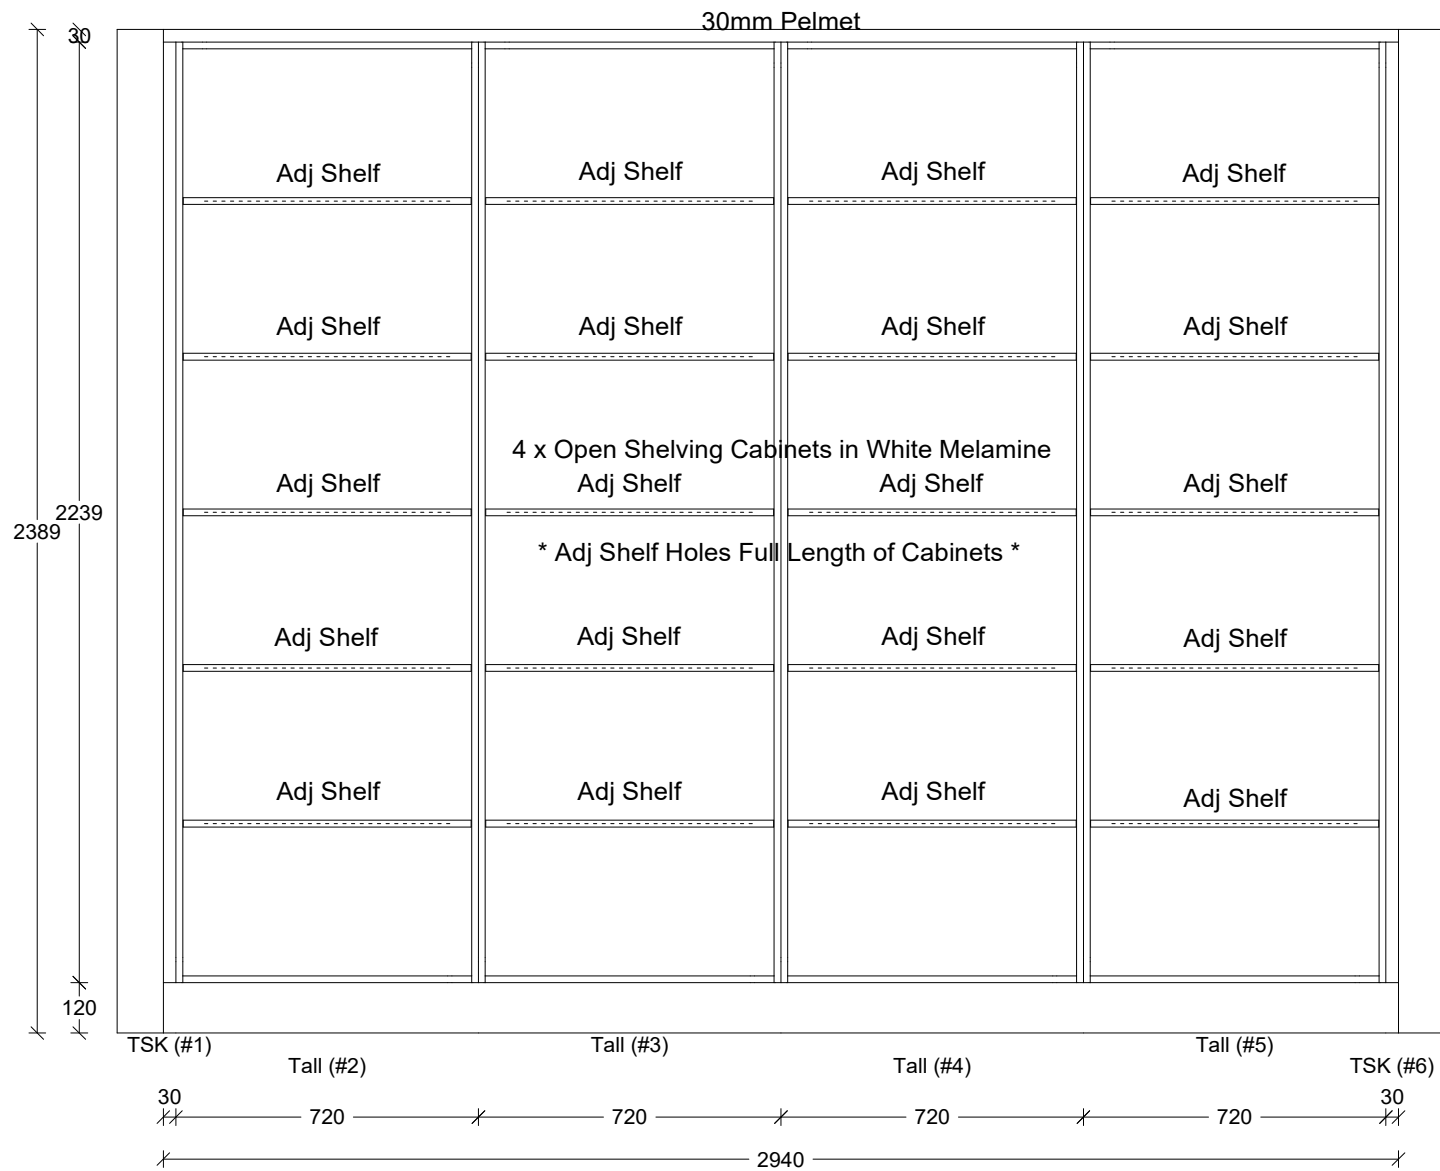 30mm Pelmet
30
Adj Shelf Adj Shelf Adj Shelf Adj Shelf
Adj Shelf Adj Shelf Adj Shelf Adj Shelf
4 x Open Shelving Cabinets in White Melamine
Adj Shelf Adj Shelf Adj Shelf Adj Shelf
2239
2389
* Adj Shelf Holes Full Length of Cabinets *
Adj Shelf Adj Shelf Adj Shelf Adj Shelf
Adj Shelf Adj Shelf Adj Shelf Adj Shelf
120
TSK (#1) Tall (#3) Tall (#5)
Tall (#2) Tall (#4) TSK (#6)
30 30
720 720 720 720
2940